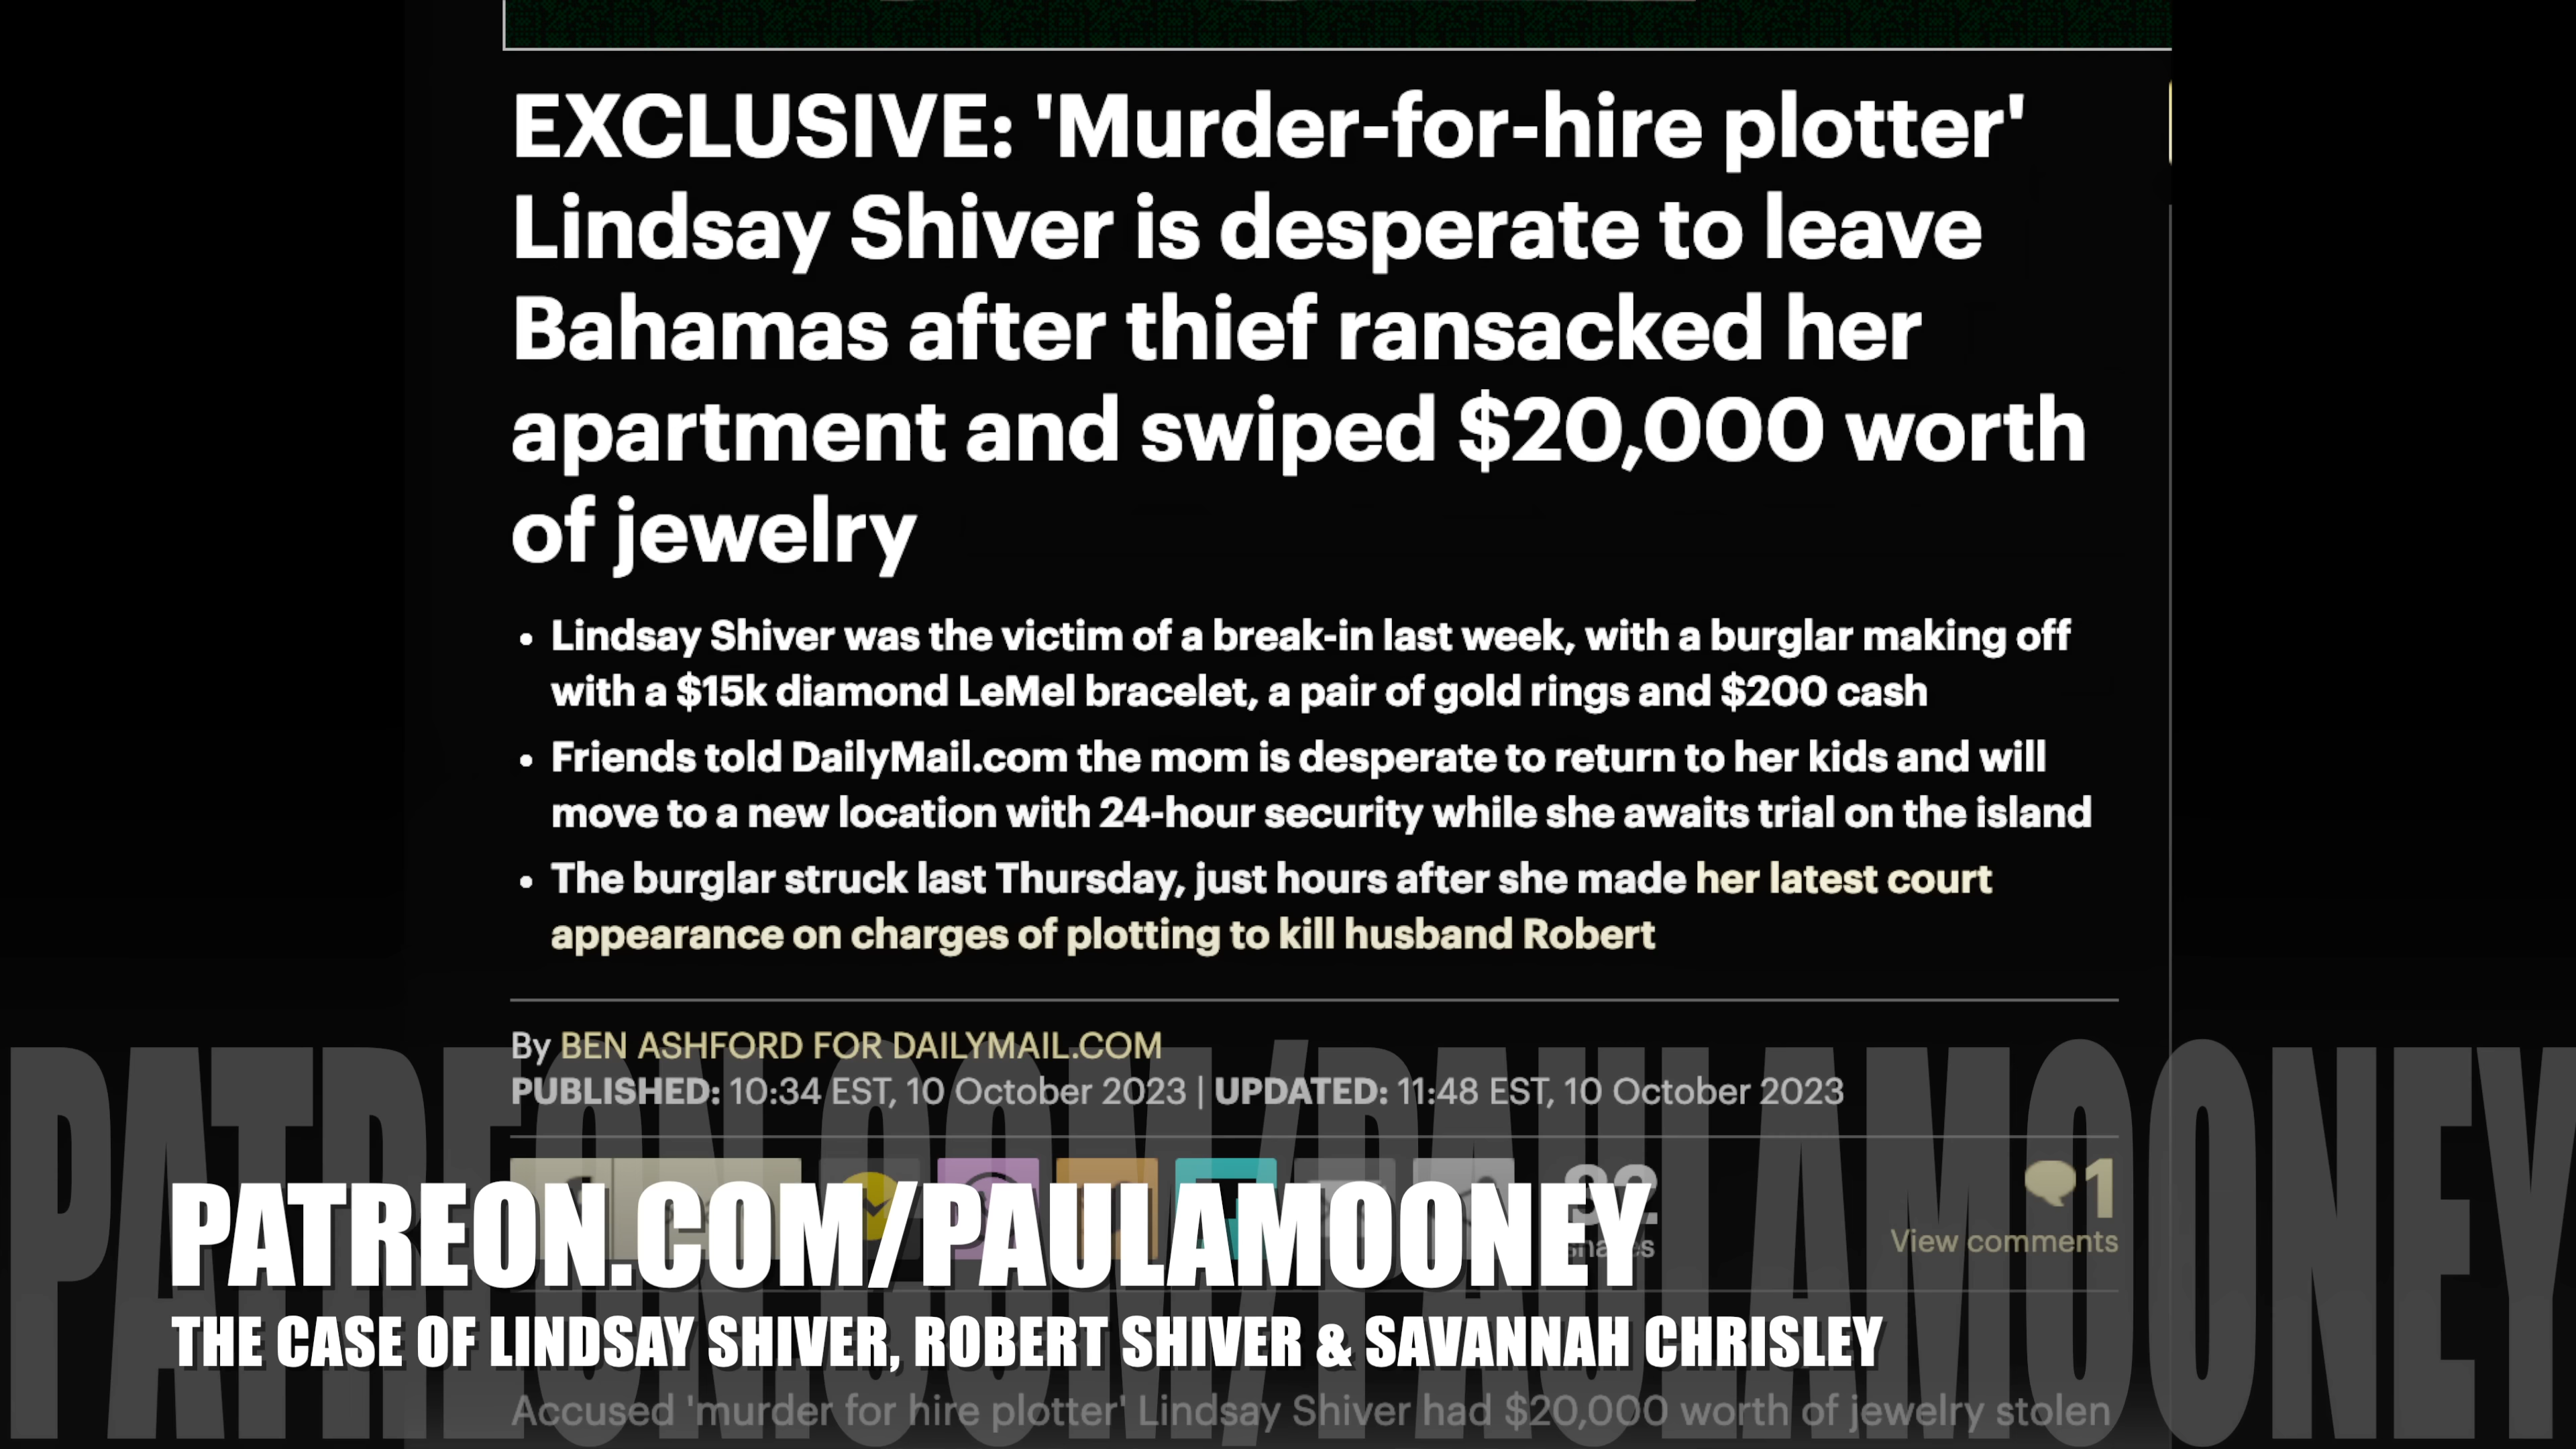 EXCLUSIVE: 'Murder-for-hire plotter'
Lindsay Shiver is desperate to leave
Bahamas after thief ransacked her
apartment and swiped $20,000 worth
of jewelry
• Lindsay Shiver was the victim of a break-in last week, with a burglar making off
with a $15k diamond LeMel bracelet, a pair of gold rings and $200 cash
• Friends told DailyMail.com the mom is desperate to return to her kids and will
move to a new location with 24-hour security while she awaits trial on the island
• The burglar struck last Thursday, just hours after she made her latest court
appearance on charges of plotting to kill husband Robert
By BEN ASHFORD FOR DAILYMAIL.COM
PUBLISHED: 10:34 EST, 10 October 2023 | UPDATED: 11:48 EST, 10 October 2023
PATREON.COM/PAULAMOONEY
1
View comments
shares
PATREON.COM/PAULAMOONEY
THE CASE OF LINDSAY SHIVER, ROBERT SHIVER & SAVANNAH CHRISLEY
Accused 'murder for hire plotter' Lindsay Shiver had $20,000 worth of jewelry stolen